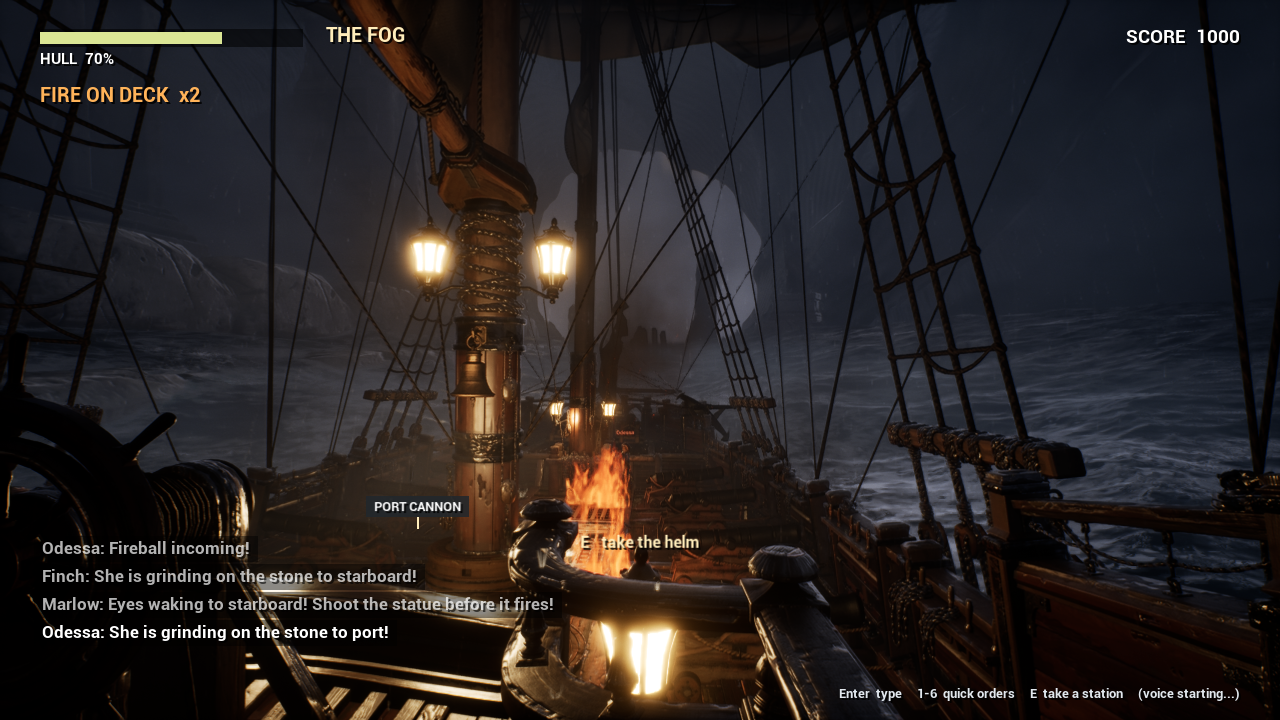 THE FOG
SCORE 1000
HULL 70%
FIRE ON DECK x2
Odessa
PORT CANNON
E take the helm
Odessa: Fireball incoming!
Finch: She is grinding on the stone to starboard!
Marlow: Eyes waking to starboard! Shoot the statue before it fires!
Odessa: She is grinding on the stone to port!
Enter type 1-6 quick orders E take a station (voice starting...)